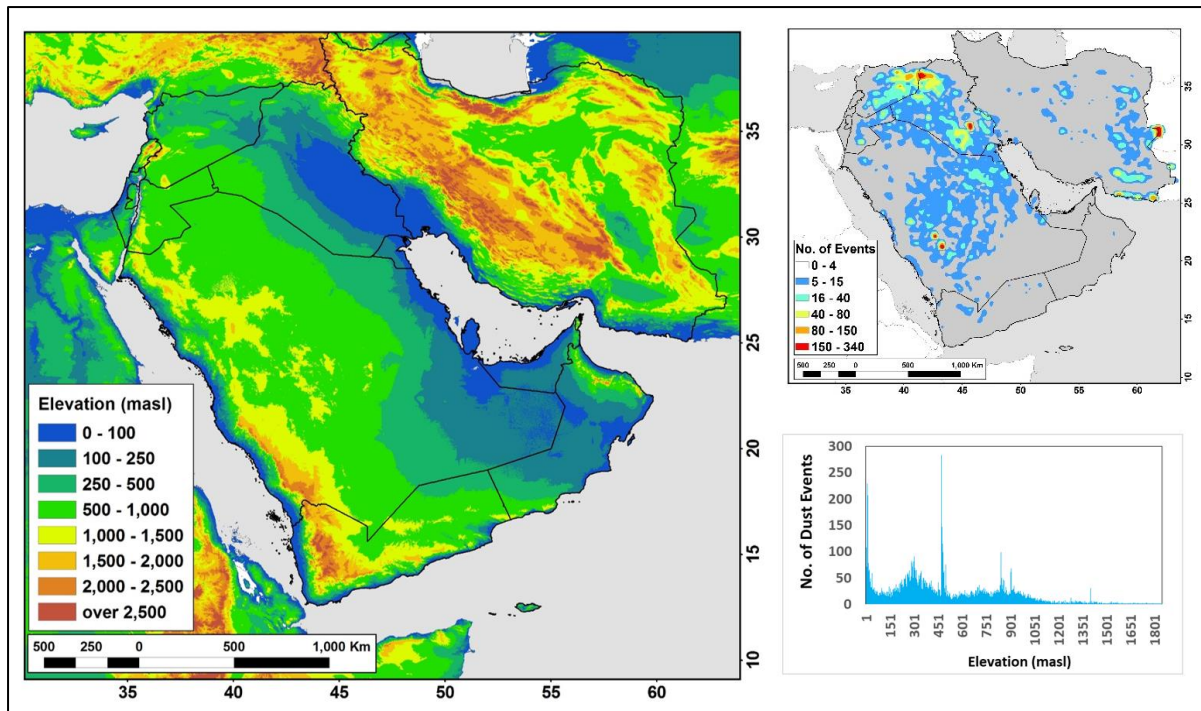 35
30
25
20
15
10
Elevation (masl)
0 - 100
100 - 250
250 - 500
500 - 1,000
1,000 - 1,500
1,500 - 2,000
2,000 - 2,500
over 2,500
500 250 0 500 1,000 Km
35 40 45 50 55 60
35
30
25
20
15
10
No. of Events
0 - 4
5 - 15
16 - 40
40 - 80
80 - 150
150 - 340
500 250 0 500 1,000 Km
35 40 45 50 55 60
No. of Dust Events
300
250
200
150
100
50
0
1 151 301 451 601 751 901 1051 1201 1351 1501 1651 1801
Elevation (masl)